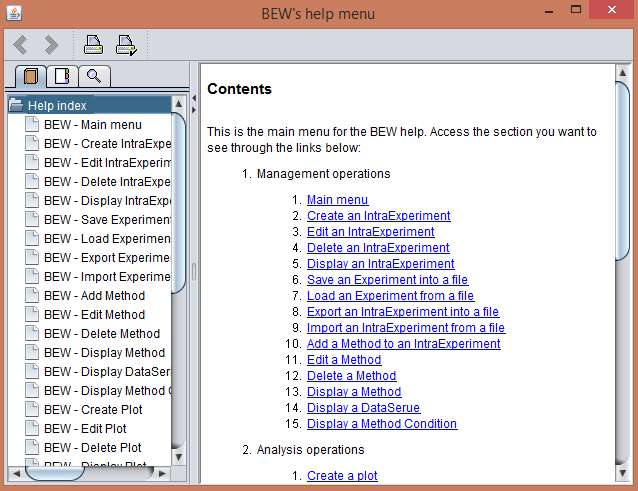 BEW's help menu
Help index
BEW - Main menu
BEW - Create IntraExpe
BEW - Edit IntraExperim
BEW - Delete IntraExpe
BEW - Display IntraExpe
BEW - Save Experiment
BEW - Load Experimen
BEW - Export Experime
BEW - Import Experime
BEW - Add Method
BEW - Edit Method
BEW - Delete Method
BEW - Display Method
BEW - Display DataSeru
BEW - Display Method C
BEW - Create Plot
BEW - Edit Plot
BEW - Delete Plot
BEW - Display Plot
Contents
This is the main menu for the BEW help. Access the section you want to
see through the links below:
1. Management operations
1. Main menu
2. Create an IntraExperiment
3. Edit an IntraExperiment
4. Delete an IntraExperiment
5. Display an IntraExperiment
6. Save an Experiment into a file
7. Load an Experiment from a file
8. Export an IntraExperiment into a file
9. Import an IntraExperiment from a file
10. Add a Method to an IntraExperiment
11. Edit a Method
12. Delete a Method
13. Display a Method
14. Display a DataSerue
15. Display a Method Condition
2. Analysis operations
1. Create a plot